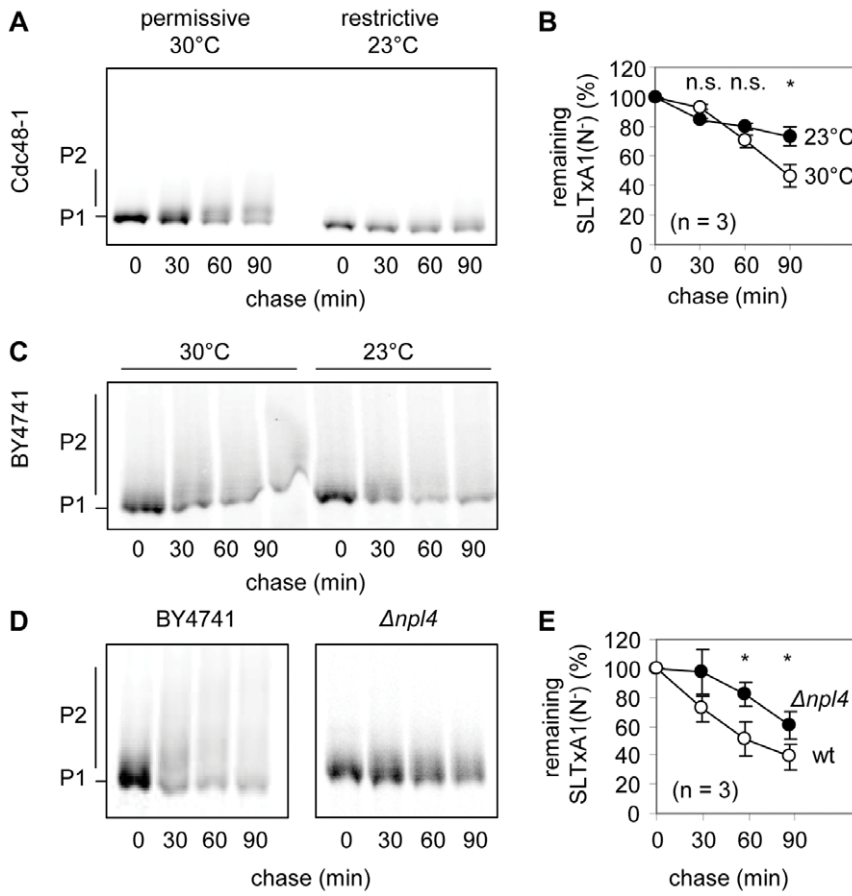 A
permissive
30°C
restrictive
23°C
Cdc48-1
P2
P1
0 30 60 90 0 30 60 90
chase (min)
B
remaining
SLTxA1(N-) (%)
120
100
80
60
40
20
0
n.s. n.s. *
23°C
30°C
(n = 3)
0 30 60 90
chase (min)
C
30°C 23°C
BY4741
P2
P1
0 30 60 90 0 30 60 90
chase (min)
D
BY4741 Δnpl4
P2
P1
0 30 60 90 0 30 60 90
chase (min)
E
remaining
SLTxA1(N-) (%)
120
100
80
60
40
20
0
* *
Δnpl4
wt
(n = 3)
0 30 60 90
chase (min)